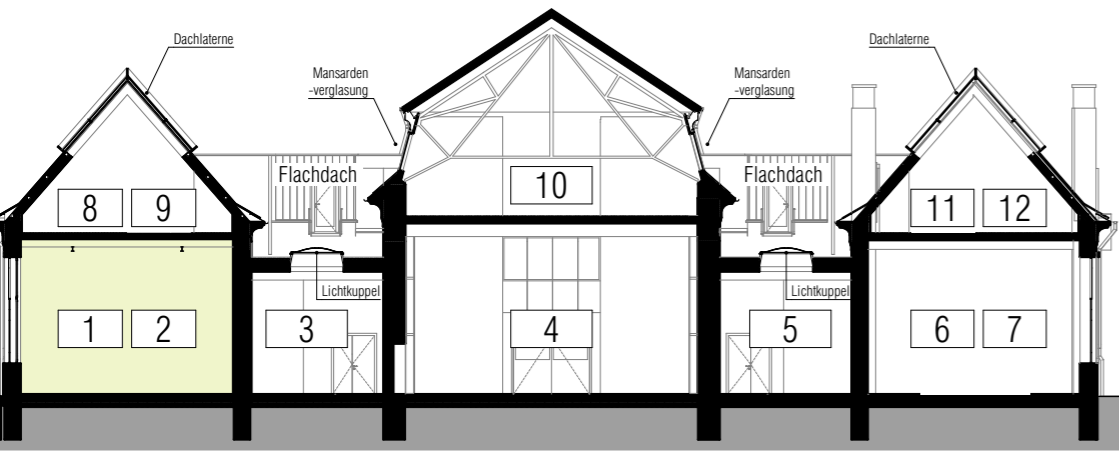 Dachlaterne
Dachlaterne
Mansarden
-verglasung
Mansarden
-verglasung
Flachdach
Flachdach
8
9
10
11
12
Lichtkuppel
Lichtkuppel
1
2
3
4
5
6
7